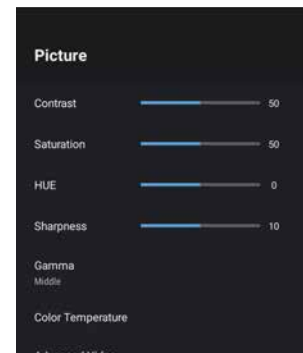 Picture
Contrast 50
Saturation 50
HUE 0
Sharpness 10
Gamma
Middle
Color Temperature